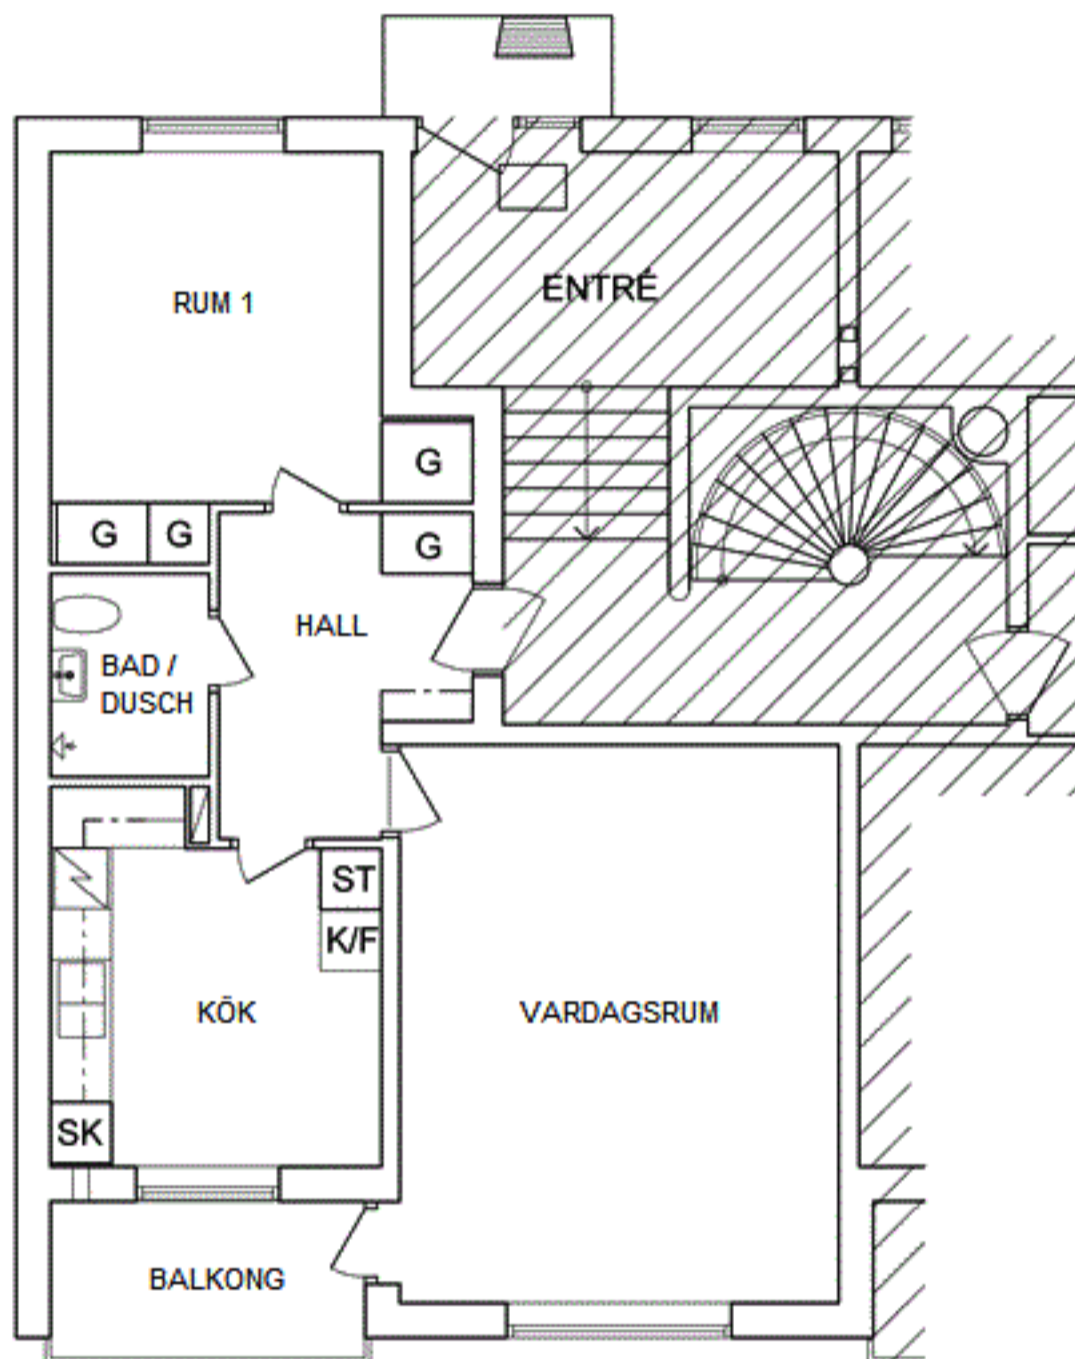 ENTRÉ
RUM 1
G
G
G
G
HALL
BAD /
DUSCH
ST
K/F
KÖK
VARDAGSRUM
SK
BALKONG